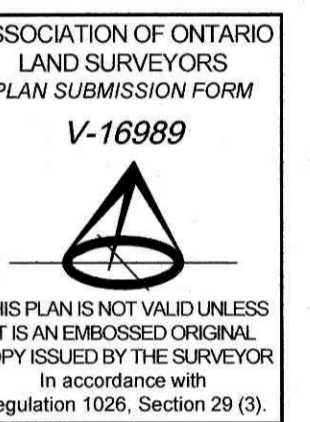 SSOCIATION OF ONTARIO
LAND SURVEYORS
PLAN SUBMISSION FORM
V-16989
HIS PLAN IS NOT VALID UNLESS
T IS AN EMBOSSED ORIGINAL
OPY ISSUED BY THE SURVEYOR
In accordance with
egulation 1026, Section 29 (3).